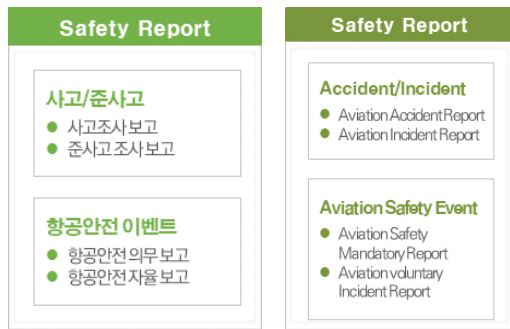 Safety Report
사고/준사고
사고조사 보고
준사고 조사 보고
항공안전 이벤트
항공안전 의무 보고
항공안전 자율 보고
Safety Report
Accident/Incident
Aviation Accident Report
Aviation Incident Report
Aviation Safety Event
Aviation Safety
Mandatory Report
Aviation voluntary
Incident Report